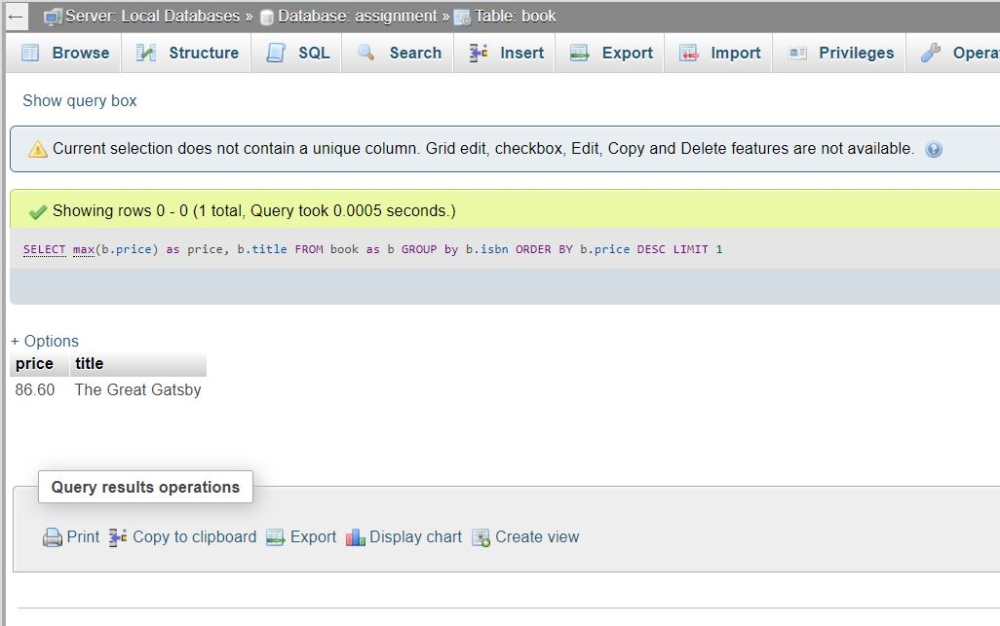 Server: Local Databases » Database: assignment » Table: book
Browse Structure SQL Search Insert Export Import Privileges Opera
Show query box
Current selection does not contain a unique column. Grid edit, checkbox, Edit, Copy and Delete features are not available.
Showing rows 0 - 0 (1 total, Query took 0.0005 seconds.)
SELECT max(b.price) as price, b.title FROM book as b GROUP by b.isbn ORDER BY b.price DESC LIMIT 1
+ Options
price title
86.60 The Great Gatsby
Query results operations
Print Copy to clipboard Export Display chart Create view